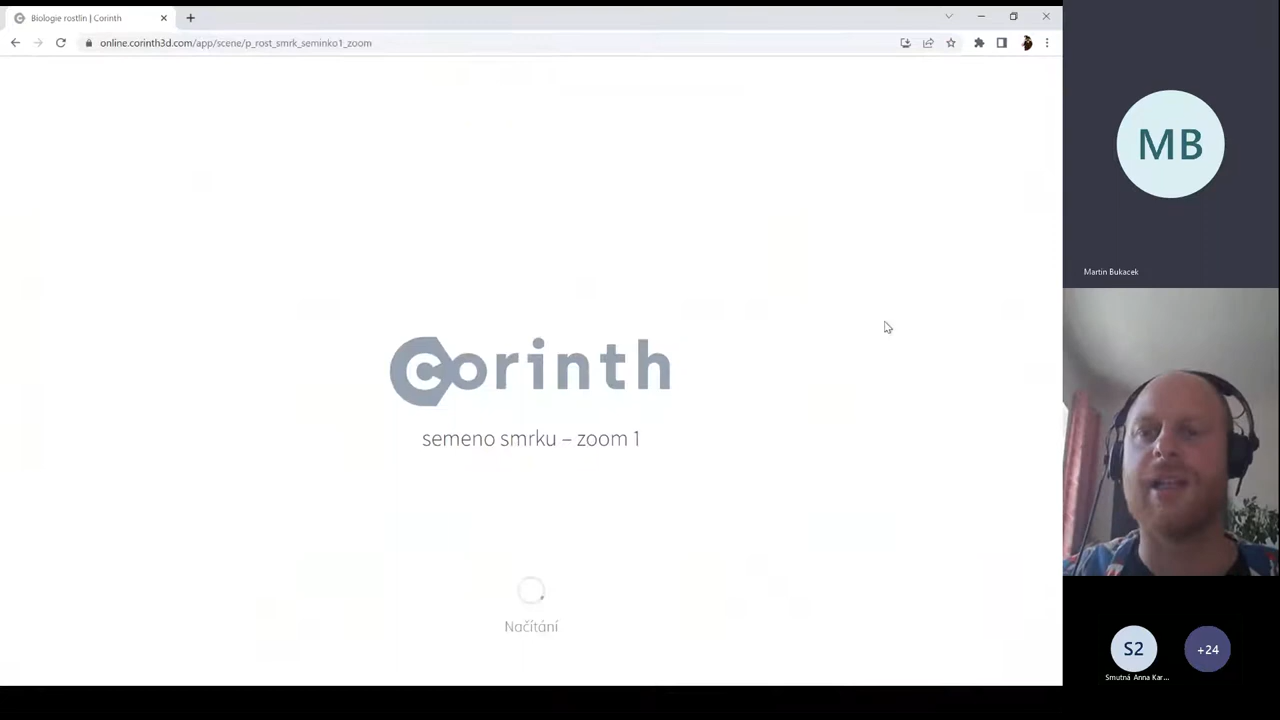 Biologie rostlin | Corinth
online.corinth3d.com/app/scene/p_rost_smrk_seminko1_zoom
corinth
semeno smrku – zoom 1
Načítání
MB
Martin Bukacek
S2
+24
Smutná Anna Kar...